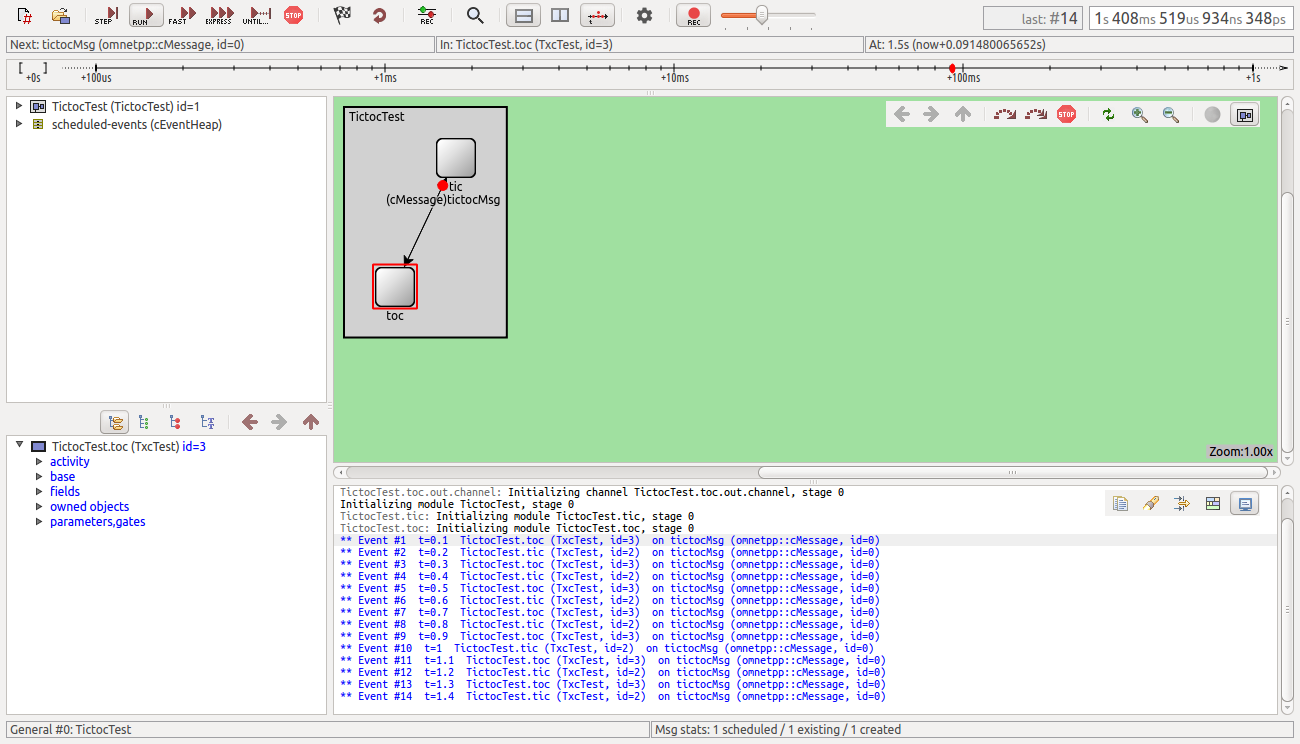 STEP RUN FAST EXPRESS UNTIL... STOP REC REC last: #14 1s 408ms 519us 934ns 348ps
Next: tictocMsg (omnetpp::cMessage, id=0) In: TictocTest.toc (TxcTest, id=3) At: 1.5s (now+0.091480065652s)
[ ]
+0s +100us +1ms +10ms +100ms +1s
TictocTest (TictocTest) id=1
scheduled-events (cEventHeap)
TictocTest
STOP
tic
(cMessage)tictocMsg
toc
Zoom:1.00x
TictocTest.toc (TxcTest) id=3
activity
base
fields
owned objects
parameters,gates
TictocTest.toc.out.channel: Initializing channel TictocTest.toc.out.channel, stage 0
Initializing module TictocTest, stage 0
TictocTest.tic: Initializing module TictocTest.tic, stage 0
TictocTest.toc: Initializing module TictocTest.toc, stage 0
** Event #1 t=0.1 TictocTest.toc (TxcTest, id=3) on tictocMsg (omnetpp::cMessage, id=0)
** Event #2 t=0.2 TictocTest.tic (TxcTest, id=2) on tictocMsg (omnetpp::cMessage, id=0)
** Event #3 t=0.3 TictocTest.toc (TxcTest, id=3) on tictocMsg (omnetpp::cMessage, id=0)
** Event #4 t=0.4 TictocTest.tic (TxcTest, id=2) on tictocMsg (omnetpp::cMessage, id=0)
** Event #5 t=0.5 TictocTest.toc (TxcTest, id=3) on tictocMsg (omnetpp::cMessage, id=0)
** Event #6 t=0.6 TictocTest.tic (TxcTest, id=2) on tictocMsg (omnetpp::cMessage, id=0)
** Event #7 t=0.7 TictocTest.toc (TxcTest, id=3) on tictocMsg (omnetpp::cMessage, id=0)
** Event #8 t=0.8 TictocTest.tic (TxcTest, id=2) on tictocMsg (omnetpp::cMessage, id=0)
** Event #9 t=0.9 TictocTest.toc (TxcTest, id=3) on tictocMsg (omnetpp::cMessage, id=0)
** Event #10 t=1 TictocTest.tic (TxcTest, id=2) on tictocMsg (omnetpp::cMessage, id=0)
** Event #11 t=1.1 TictocTest.toc (TxcTest, id=3) on tictocMsg (omnetpp::cMessage, id=0)
** Event #12 t=1.2 TictocTest.tic (TxcTest, id=2) on tictocMsg (omnetpp::cMessage, id=0)
** Event #13 t=1.3 TictocTest.toc (TxcTest, id=3) on tictocMsg (omnetpp::cMessage, id=0)
** Event #14 t=1.4 TictocTest.tic (TxcTest, id=2) on tictocMsg (omnetpp::cMessage, id=0)
General #0: TictocTest Msg stats: 1 scheduled / 1 existing / 1 created